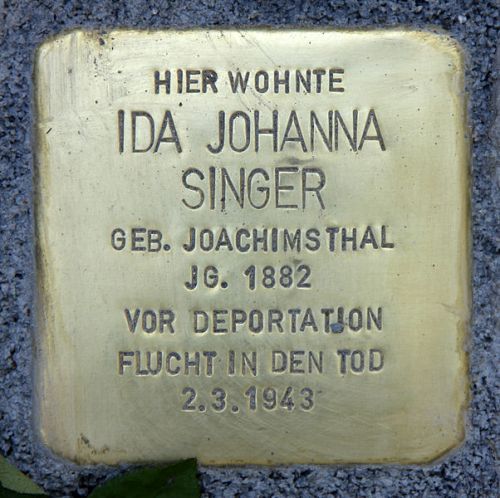 HIER WOHNTE
IDA JOHANNA
SINGER
GEB. JOACHIMSTHAL
JG. 1882
VOR DEPORTATION
FLUCHT IN DEN TOD
2.3.1943